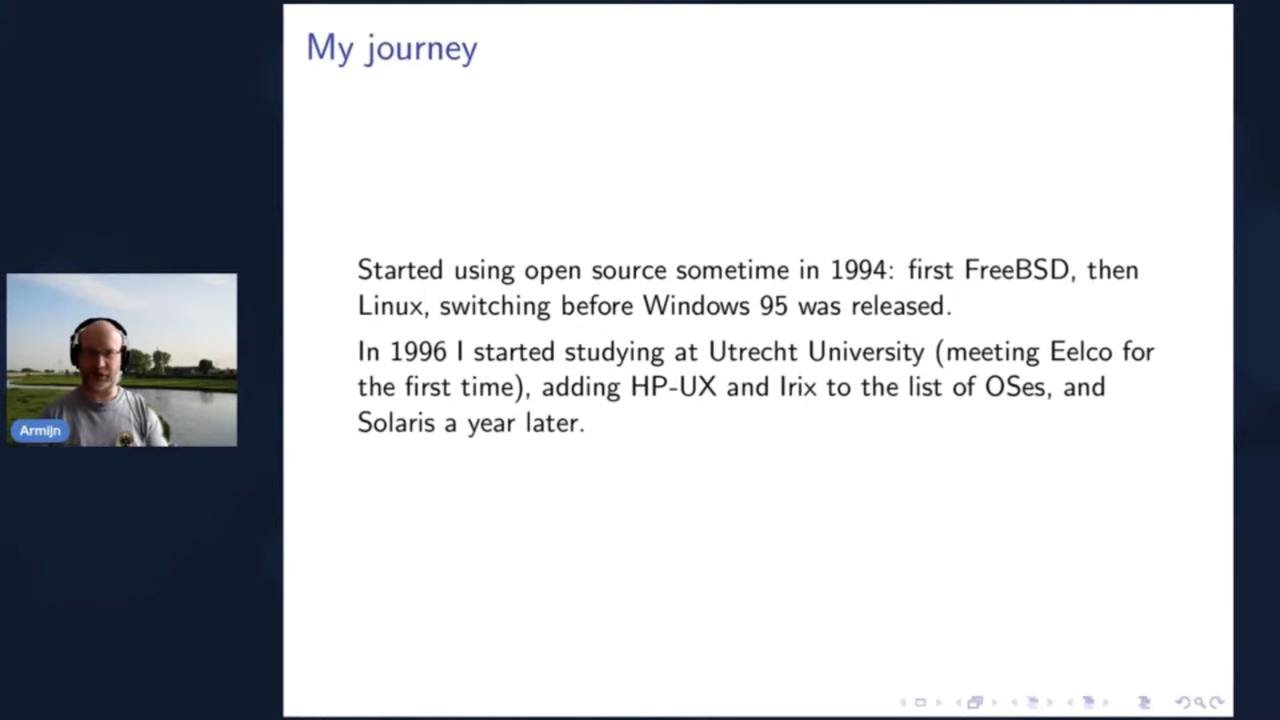 My journey
Started using open source sometime in 1994: first FreeBSD, then
Linux, switching before Windows 95 was released.
In 1996 I started studying at Utrecht University (meeting Eelco for
the first time), adding HP-UX and Irix to the list of OSes, and
Solaris a year later.
Armijn